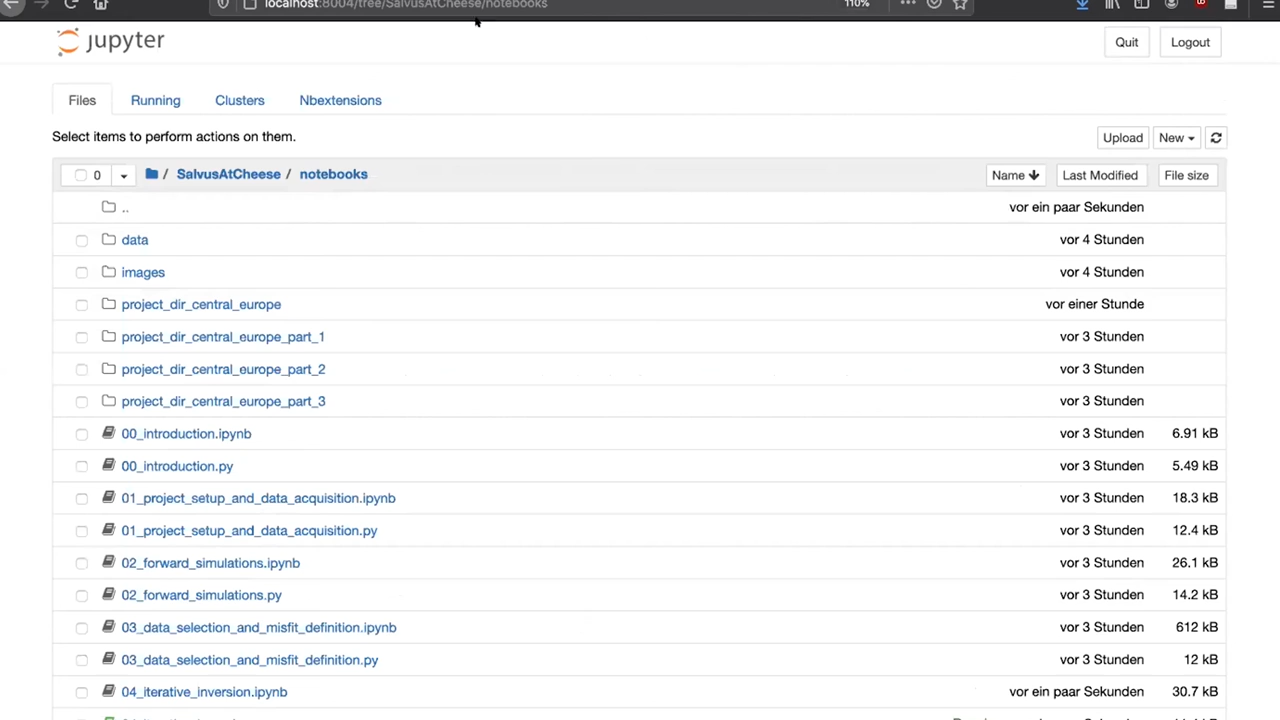 localhost:8004/tree/SalvusAtCheese/notebooks 110%
jupyter Quit Logout
Files Running Clusters Nbextensions
Select items to perform actions on them. Upload New
0 / SalvusAtCheese / notebooks Name Last Modified File size
.. vor ein paar Sekunden
data vor 4 Stunden
images vor 4 Stunden
project_dir_central_europe vor einer Stunde
project_dir_central_europe_part_1 vor 3 Stunden
project_dir_central_europe_part_2 vor 3 Stunden
project_dir_central_europe_part_3 vor 3 Stunden
00_introduction.ipynb vor 3 Stunden 6.91 kB
00_introduction.py vor 3 Stunden 5.49 kB
01_project_setup_and_data_acquisition.ipynb vor 3 Stunden 18.3 kB
01_project_setup_and_data_acquisition.py vor 3 Stunden 12.4 kB
02_forward_simulations.ipynb vor 3 Stunden 26.1 kB
02_forward_simulations.py vor 3 Stunden 14.2 kB
03_data_selection_and_misfit_definition.ipynb vor 3 Stunden 612 kB
03_data_selection_and_misfit_definition.py vor 3 Stunden 12 kB
04_iterative_inversion.ipynb vor ein paar Sekunden 30.7 kB